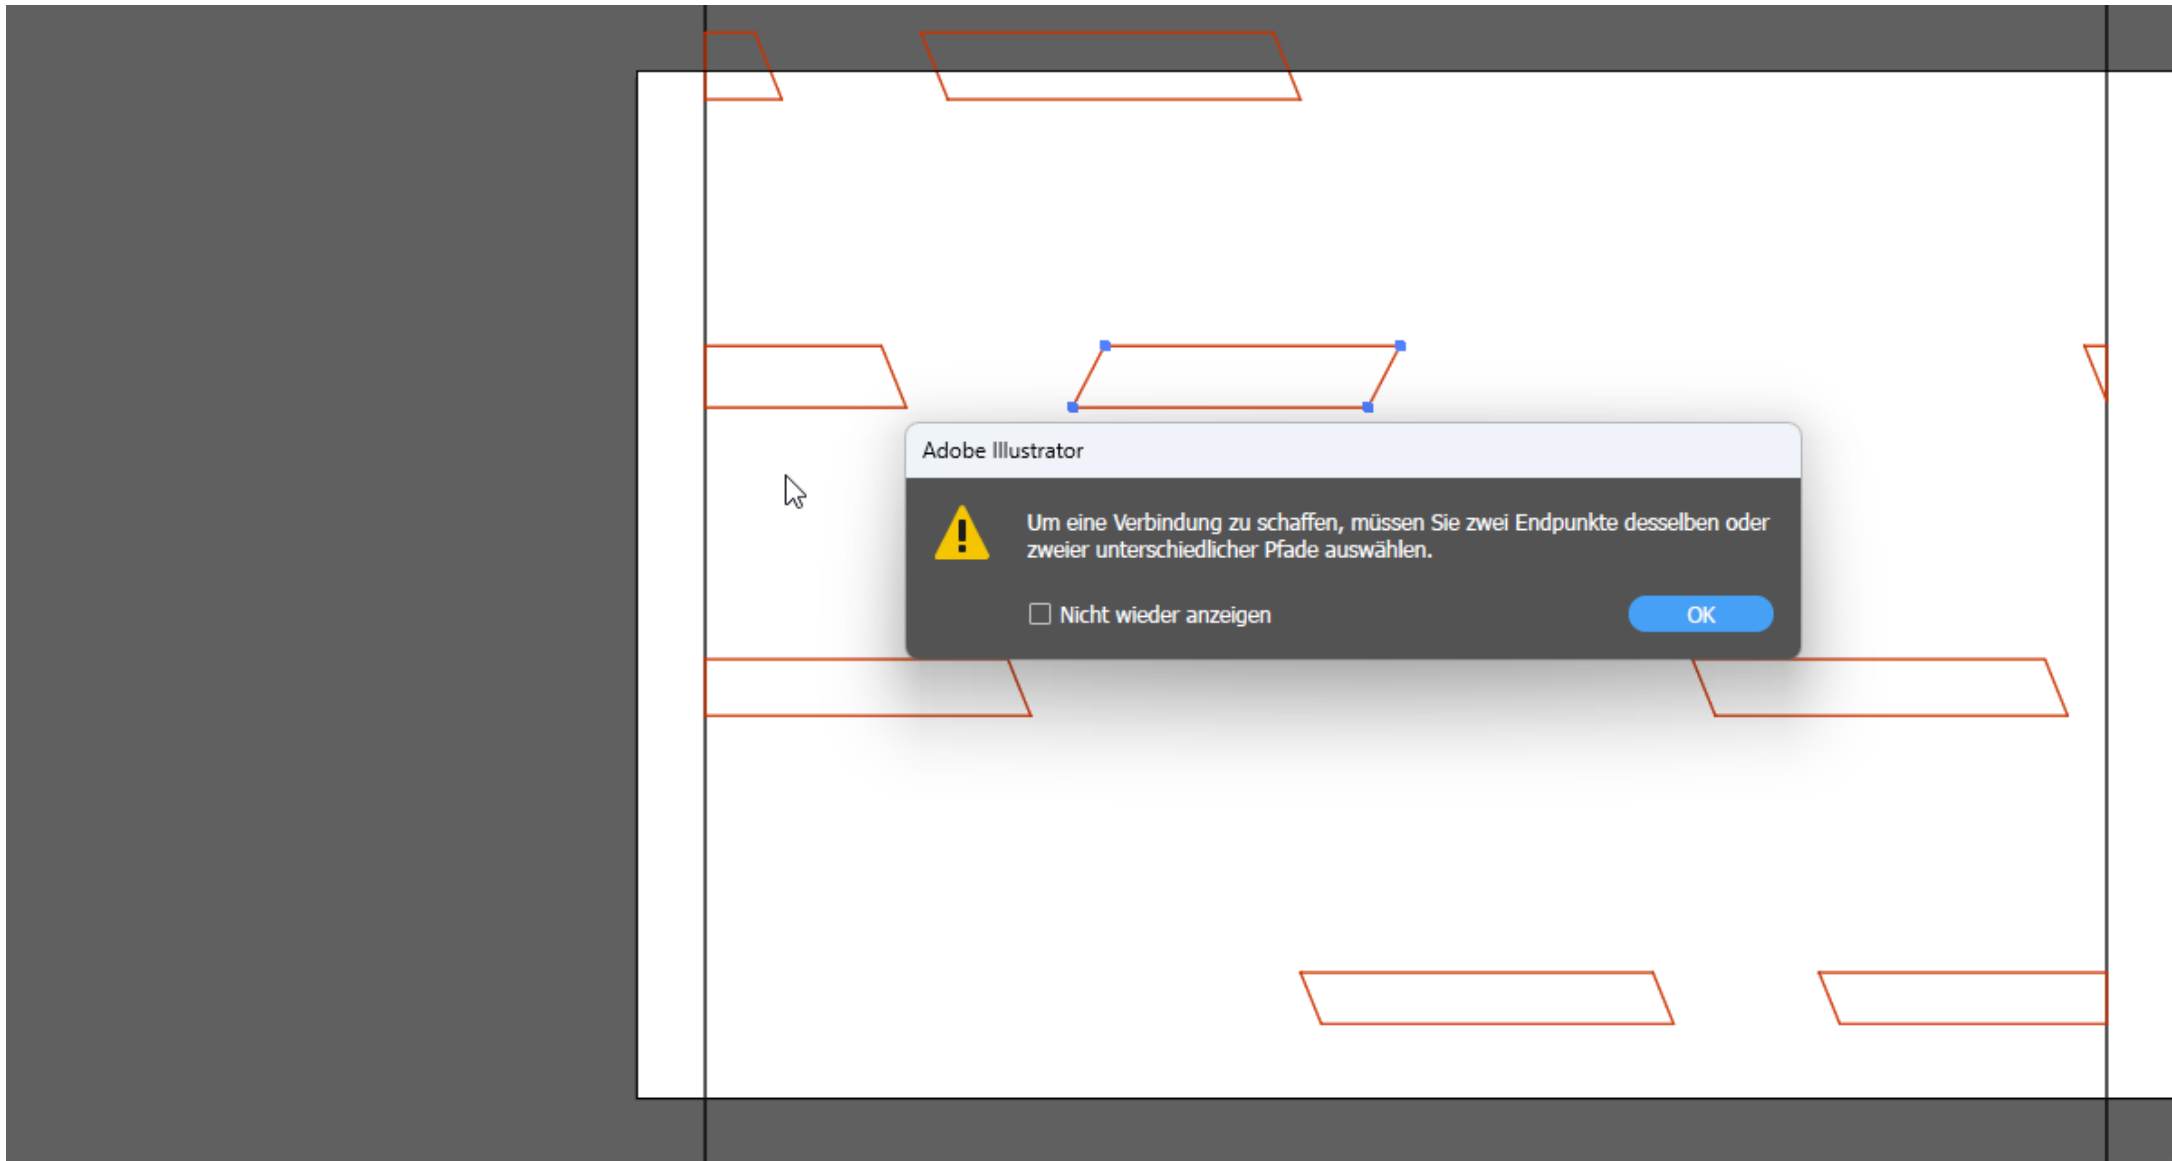 Adobe Illustrator
Um eine Verbindung zu schaffen, müssen Sie zwei Endpunkte desselben oder
zweier unterschiedlicher Pfade auswählen.
Nicht wieder anzeigen
OK